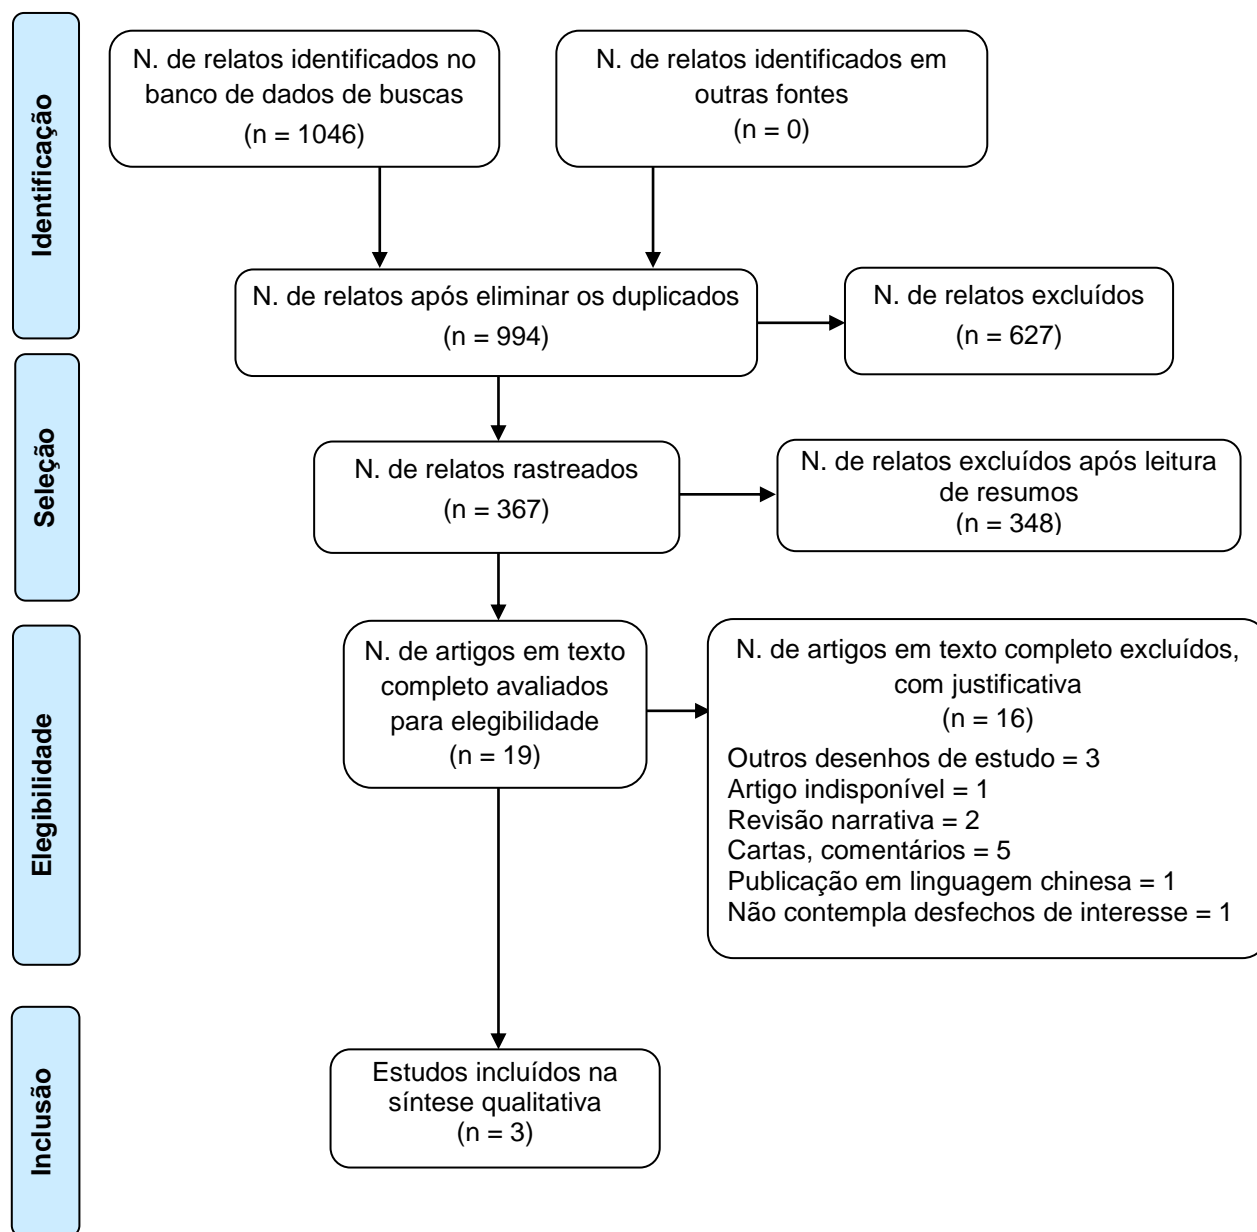 Identificação
N. de relatos identificados no
banco de dados de buscas
(n = 1046)
N. de relatos identificados em
outras fontes
(n = 0)
N. de relatos após eliminar os duplicados
(n = 994)
N. de relatos excluídos
(n = 627)
Seleção
N. de relatos rastreados
(n = 367)
N. de relatos excluídos após leitura
de resumos
(n = 348)
Elegibilidade
N. de artigos em texto
completo avaliados
para elegibilidade
(n = 19)
N. de artigos em texto completo excluídos,
com justificativa
(n = 16)
Outros desenhos de estudo = 3
Artigo indisponível = 1
Revisão narrativa = 2
Cartas, comentários = 5
Publicação em linguagem chinesa = 1
Não contempla desfechos de interesse = 1
Inclusão
Estudos incluídos na
síntese qualitativa
(n = 3)